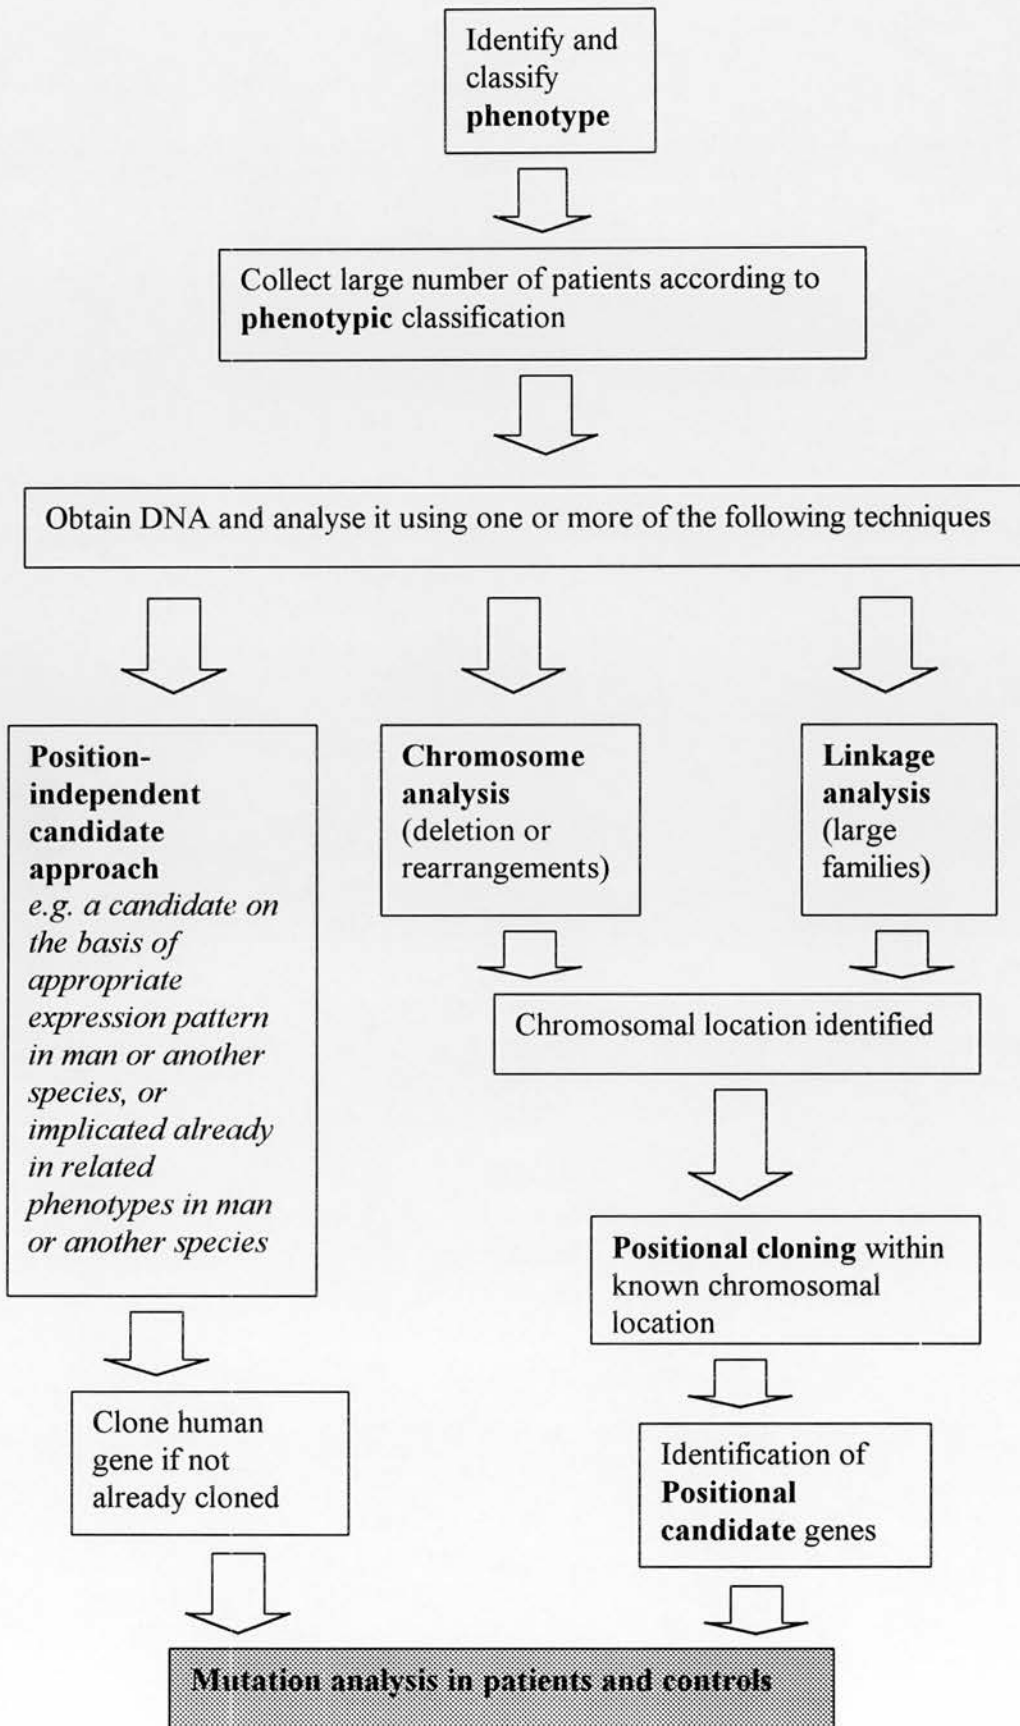 Identify and
classify
phenotype
Collect large number of patients according to
phenotypic classification
Obtain DNA and analyse it using one or more of the following techniques
Position-
independent
candidate
approach
e.g. a candidate on
the basis of
appropriate
expression pattern
in man or another
species, or
implicated already
in related
phenotypes in man
or another species
Chromosome
analysis
(deletion or
rearrangements)
Linkage
analysis
(large
families)
Chromosomal location identified
Positional cloning within
known chromosomal
location
Clone human
gene if not
already cloned
Identification of
Positional
candidate genes
Mutation analysis in patients and controls